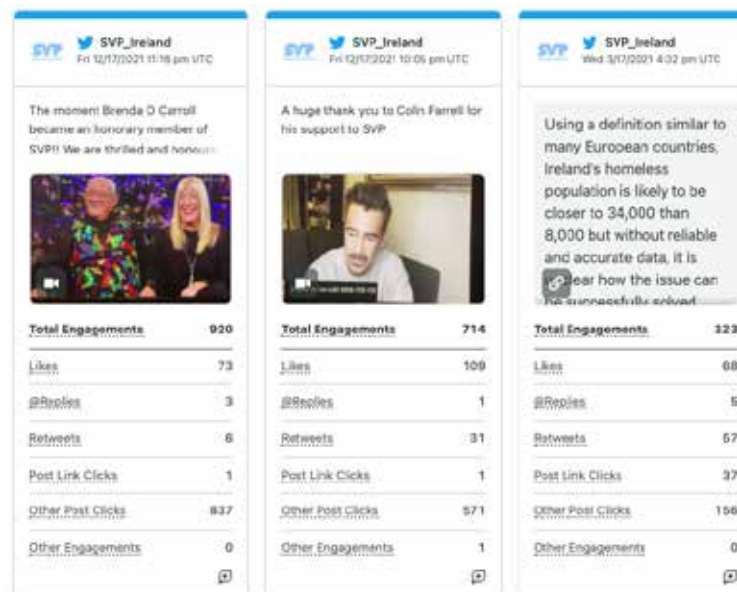 SVP
SVP_Ireland
Fri 12/17/2021 11:16 pm UTC
The moment Brenda D Carroll
became an honorary member of
SVP!! We are thrilled and honoure
Total Engagements 920
Likes 73
@Replies 3
Retweets 6
Post Link Clicks 1
Other Post Clicks 837
Other Engagements 0
SVP
SVP_Ireland
Fri 12/17/2021 10:05 pm UTC
A huge thank you to Colin Farrell for
his support to SVP
Total Engagements 714
Likes 109
@Replies 1
Retweets 31
Post Link Clicks 1
Other Post Clicks 571
Other Engagements 1
SVP
SVP_Ireland
Wed 3/17/2021 4:32 pm UTC
Using a definition similar to
many European countries,
Ireland's homeless
population is likely to be
closer to 34,000 than
8,000 but without reliable
and accurate data, it is
how the issue can
be successfully solved
Total Engagements 323
Likes 68
@Replies 5
Retweets 57
Post Link Clicks 37
Other Post Clicks 156
Other Engagements 0